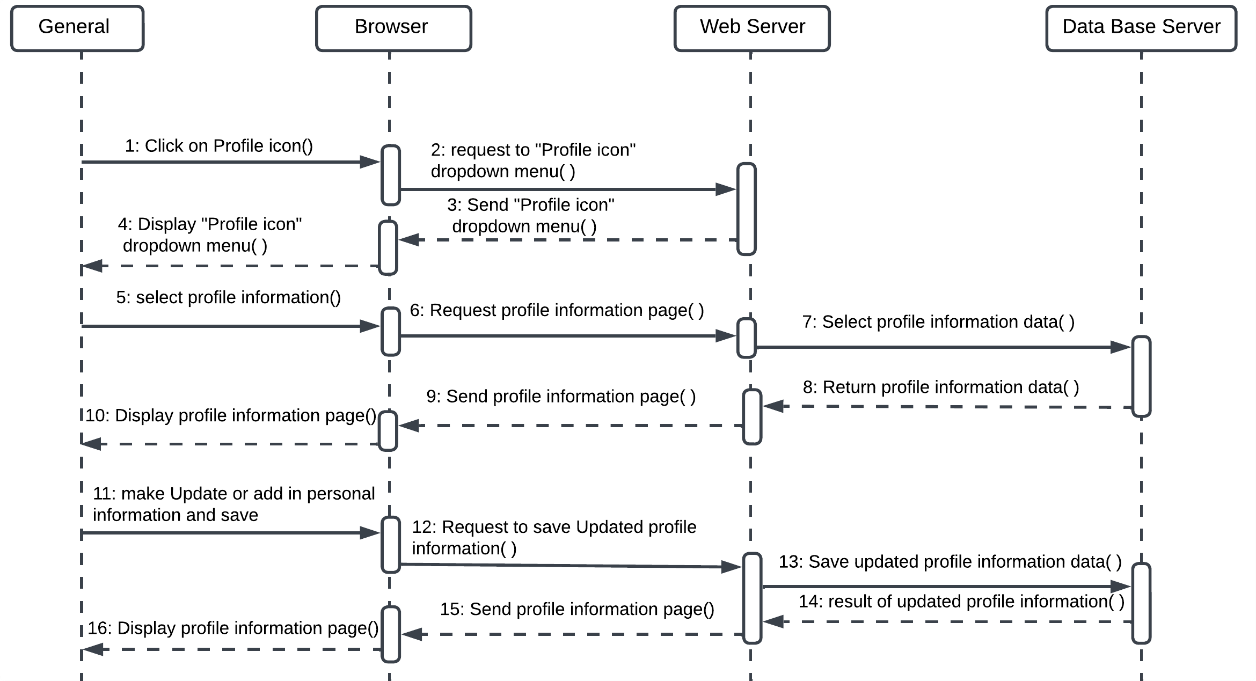 General
Browser
Web Server
Data Base Server
1: Click on Profile icon()
2: request to "Profile icon"
dropdown menu( )
3: Send "Profile icon"
dropdown menu( )
4: Display "Profile icon"
dropdown menu( )
5: select profile information()
6: Request profile information page( )
7: Select profile information data( )
8: Return profile information data( )
9: Send profile information page( )
10: Display profile information page()
11: make Update or add in personal
information and save
12: Request to save Updated profile
information( )
13: Save updated profile information data( )
14: result of updated profile information( )
15: Send profile information page()
16: Display profile information page()